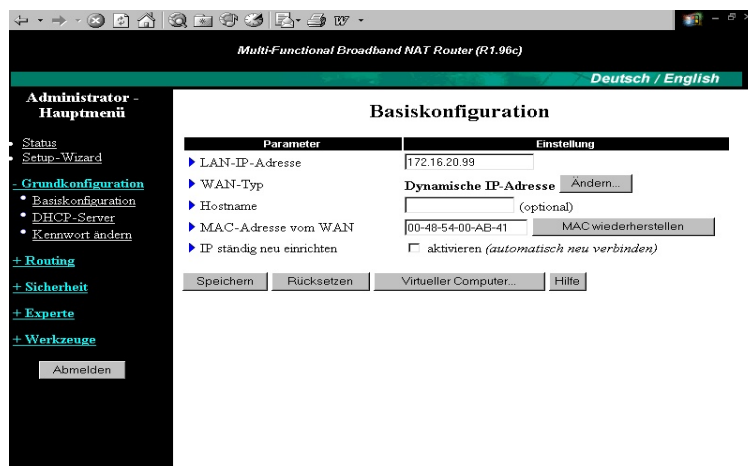 Multi-Functional Broadband NAT Router (R1.96c)
Deutsch / English
Administrator -
Hauptmenü
Status
Setup-Wizard
- Grundkonfiguration
Basiskonfiguration
DHCP-Server
Kennwort ändern
+ Routing
+ Sicherheit
+ Experte
+ Werkzeuge
Abmelden
Basiskonfiguration
Parameter Einstellung
LAN-IP-Adresse 172.16.20.99
WAN-Typ Dynamische IP-Adresse Ändern...
Hostname (optional)
MAC-Adresse vom WAN 00-48-54-00-AB-41 MAC wiederherstellen
IP ständig neu einrichten aktivieren (automatisch neu verbinden)
Speichern Rücksetzen Virtueller Computer... Hilfe